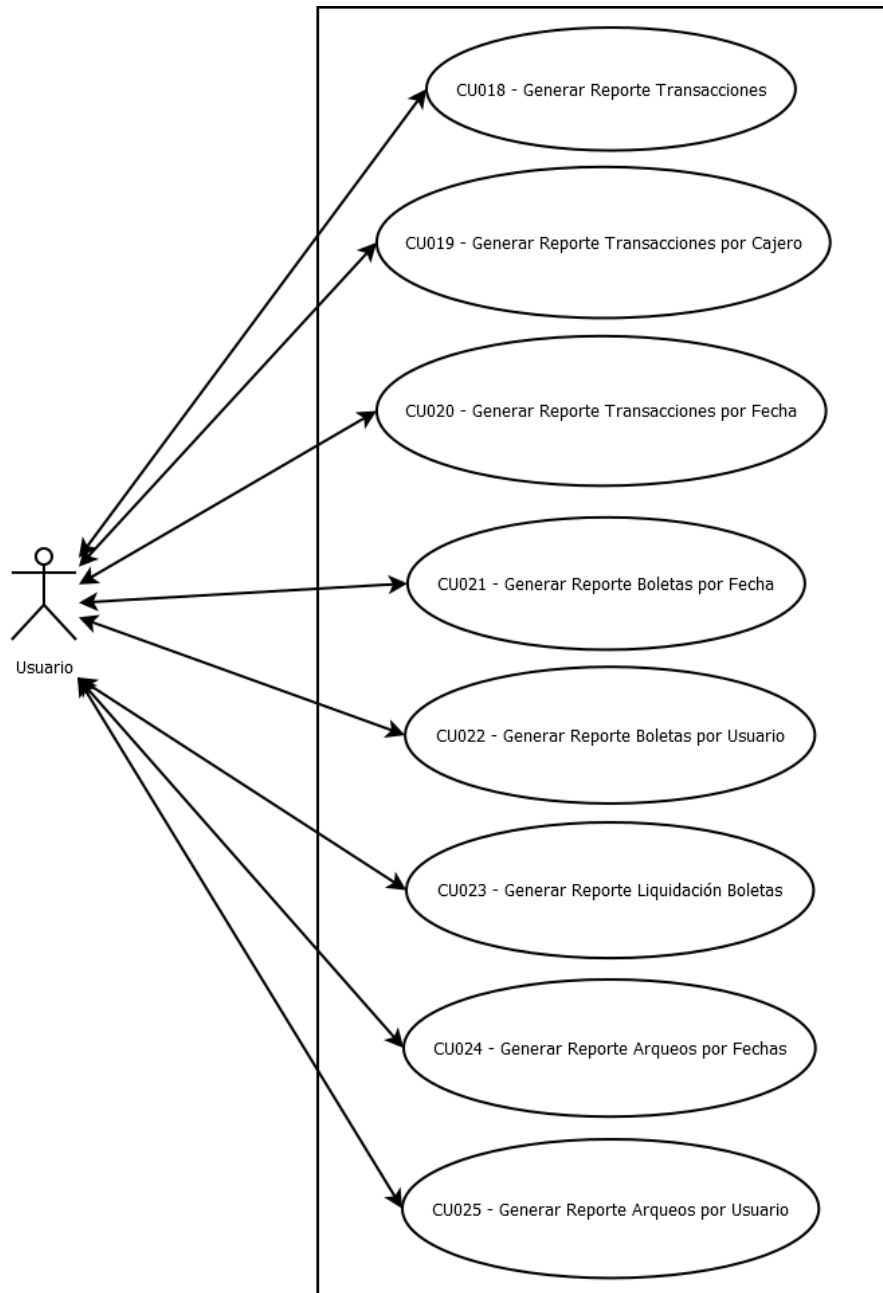 CU018 - Generar Reporte Transacciones
CU019 - Generar Reporte Transacciones por Cajero
CU020 - Generar Reporte Transacciones por Fecha
CU021 - Generar Reporte Boletas por Fecha
Usuario
CU022 - Generar Reporte Boletas por Usuario
CU023 - Generar Reporte Liquidación Boletas
CU024 - Generar Reporte Arqueos por Fechas
CU025 - Generar Reporte Arqueos por Usuario